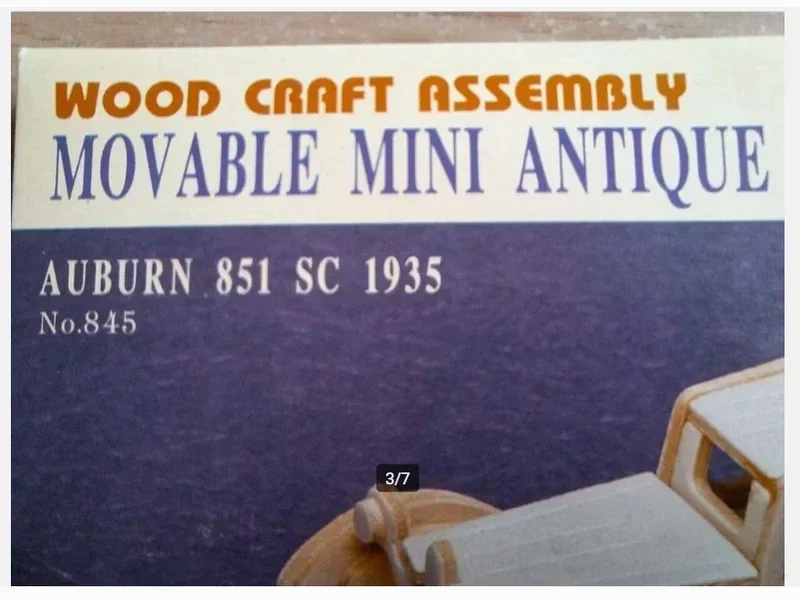 WOOD CRAFT ASSEMBLY
MOVABLE MINI ANTIQUE
AUBURN 851 SC 1935
No.845
3/7